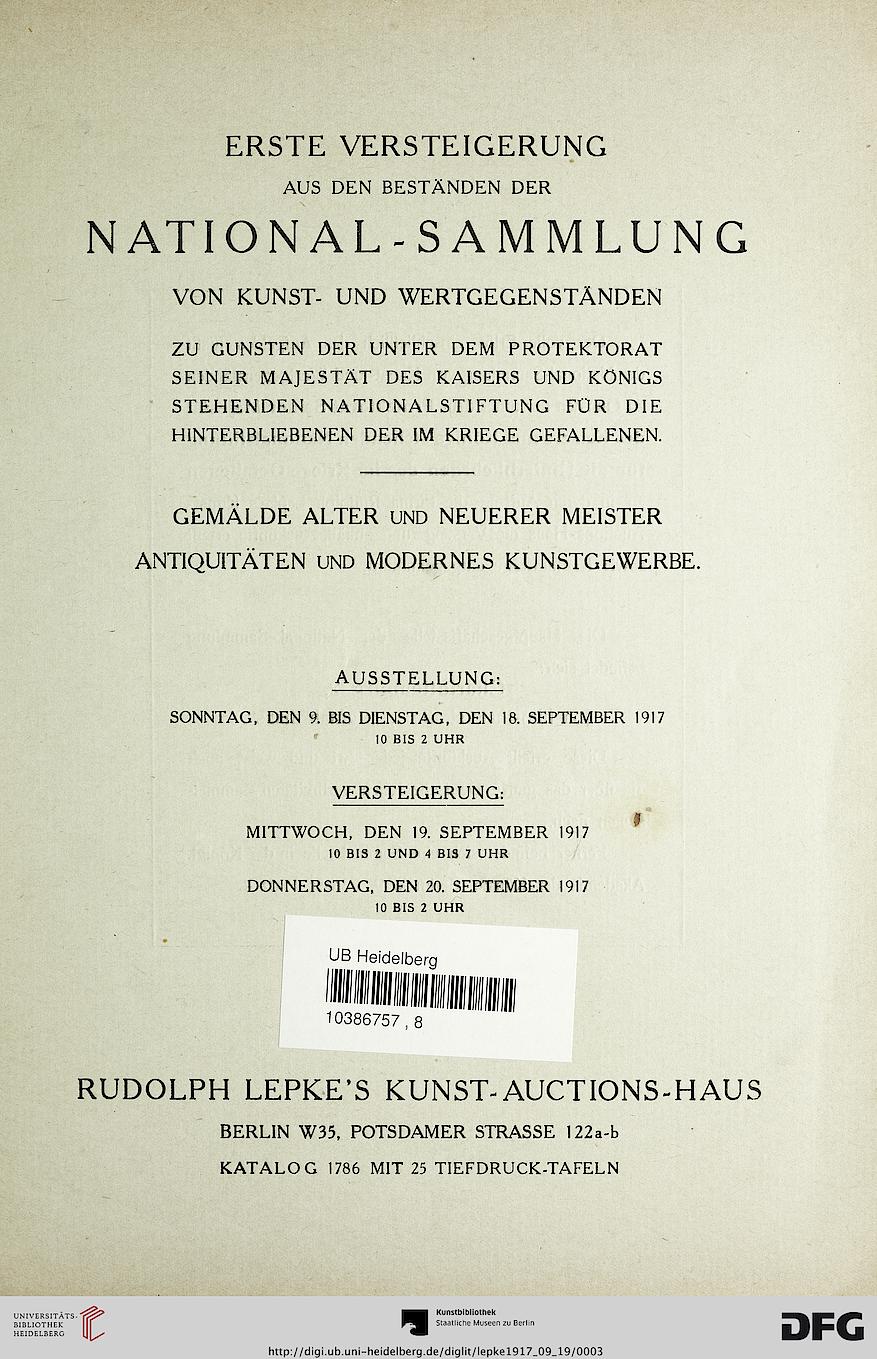 ERSTE VERSTEIGERUNG
AUS DEN BESTÄNDEN DER
NATIONAL-SAMMLUNG
VON KUNST- UND WERTGEGENSTÄNDEN
ZU GUNSTEN DER UNTER DEM PROTEKTORAT
SEINER MAJESTÄT DES KAISERS UND KÖNIGS
STEHENDEN NATIONALSTIFTUNG FÜR DIE
HINTERBLIEBENEN DER IM KRIEGE GEFALLENEN.
GEMÄLDE ALTER UND NEUERER MEISTER
ANTIQUITÄTEN UND MODERNES KUNSTGEWERBE.
AUSSTELLUNG:
SONNTAG, DEN 9. BIS DIENSTAG, DEN 18. SEPTEMBER 1917
10 BIS 2 UHR
VERSTEIGERUNG:
MITTWOCH, DEN 19. SEPTEMBER 1917
10 BIS 2 UND 4 BIS 7 UHR
DONNERSTAG, DEN 20. SEPTEMBER 1917
10 BIS 2 UHR
UB Heidelberg
10386757 , 8
RUDOLPH LEPKE'S KUNST-AUCTIONS-HAUS
BERLIN W35, POTSDAMER STRASSE 122a-b
KATALOG 1786 MIT 25 TIEFDRUCK-TAFELN
UNIVERSITÄTS-
BIBLIOTHEK
HEIDELBERG
Kunstbibliothek
Staatliche Museen zu Berlin
DFG
http://digi.ub.uni-heidelberg.de/diglit/lepke1917_09_19/0003